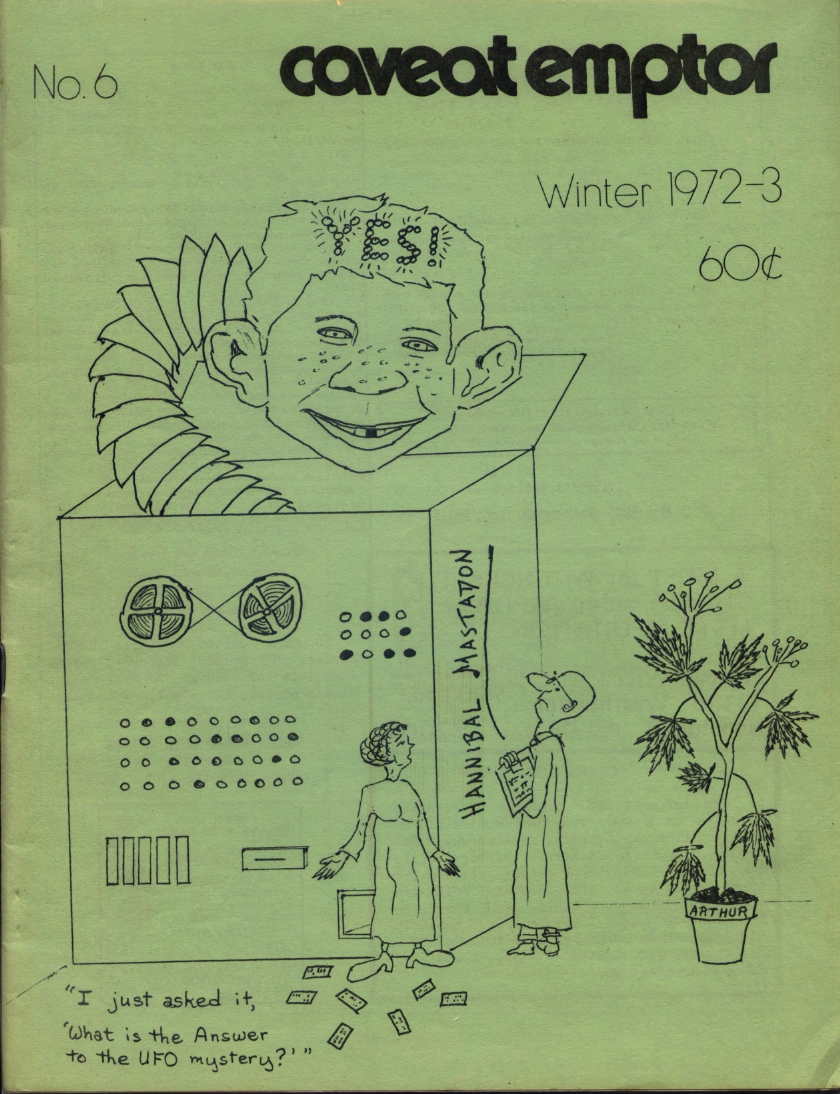 No. 6
caveat emptor
Winter 1972-3
60¢
YES!
HANNIBAL MASTADON
ARTHUR
"I just asked it,
'What is the Answer
to the UFO mystery?'"